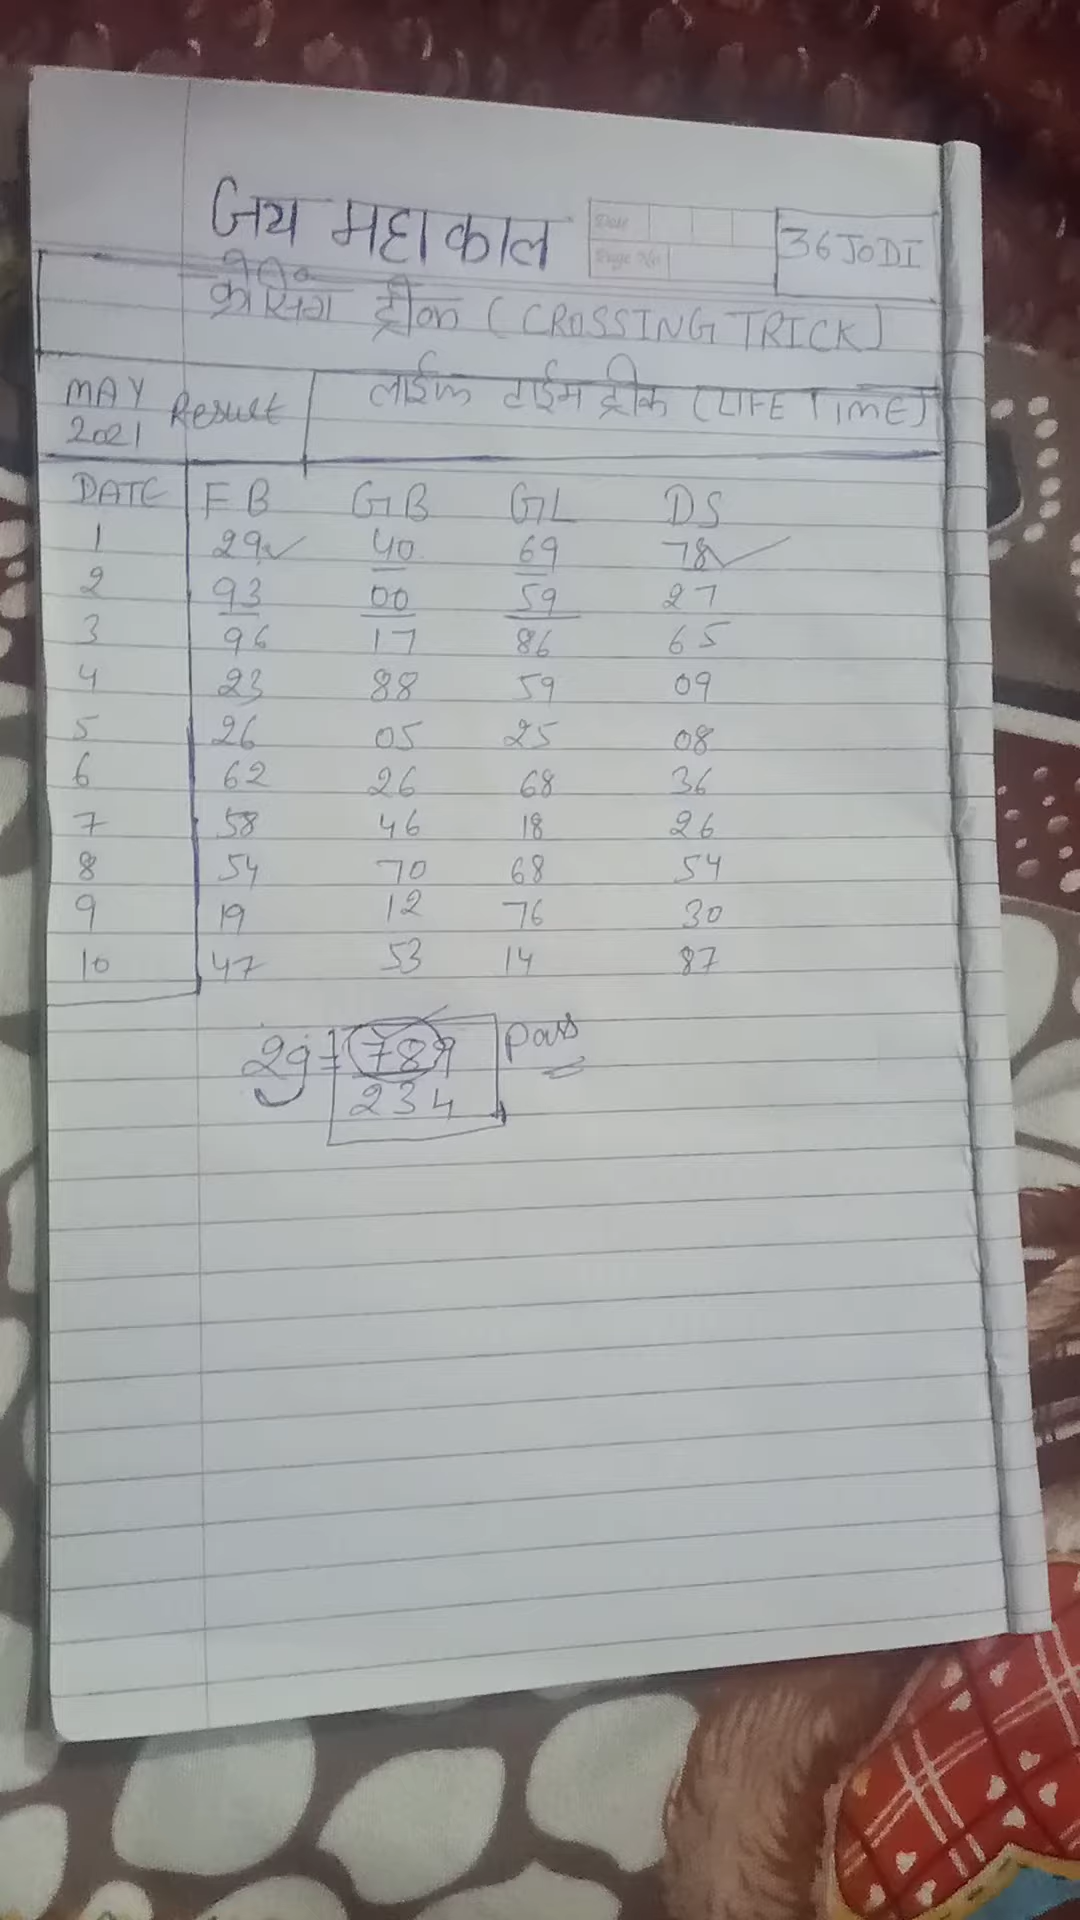 जय महाकाल
Date
Page No
36 JODI
क्रोसिंग ट्रीक (CROSSING TRICK)
MAY 2021 Result
लाईफ टाईम ट्रीक (LIFE TIME)
DATE FB GB GL DS
1 29 40 69 78
2 93 00 59 27
3 96 17 86 65
4 23 88 59 09
5 26 05 25 08
6 62 26 68 36
7 58 46 18 26
8 54 70 68 54
9 19 12 76 30
10 47 53 14 87
29 = 789 Pass
234